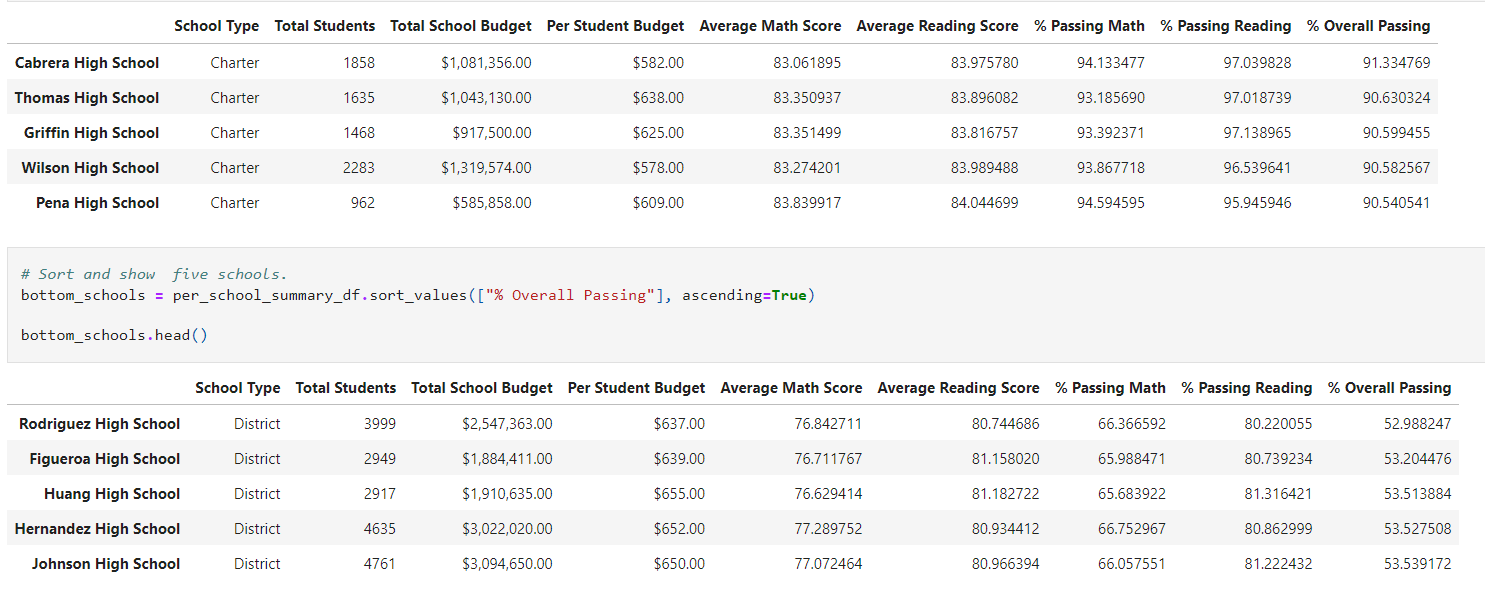 School Type Total Students Total School Budget Per Student Budget Average Math Score Average Reading Score % Passing Math % Passing Reading % Overall Passing
Cabrera High School Charter 1858 $1,081,356.00 $582.00 83.061895 83.975780 94.133477 97.039828 91.334769
Thomas High School Charter 1635 $1,043,130.00 $638.00 83.350937 83.896082 93.185690 97.018739 90.630324
Griffin High School Charter 1468 $917,500.00 $625.00 83.351499 83.816757 93.392371 97.138965 90.599455
Wilson High School Charter 2283 $1,319,574.00 $578.00 83.274201 83.989488 93.867718 96.539641 90.582567
Pena High School Charter 962 $585,858.00 $609.00 83.839917 84.044699 94.594595 95.945946 90.540541
# Sort and show  five schools.
bottom_schools = per_school_summary_df.sort_values(["% Overall Passing"], ascending=True)
bottom_schools.head()
School Type Total Students Total School Budget Per Student Budget Average Math Score Average Reading Score % Passing Math % Passing Reading % Overall Passing
Rodriguez High School District 3999 $2,547,363.00 $637.00 76.842711 80.744686 66.366592 80.220055 52.988247
Figueroa High School District 2949 $1,884,411.00 $639.00 76.711767 81.158020 65.988471 80.739234 53.204476
Huang High School District 2917 $1,910,635.00 $655.00 76.629414 81.182722 65.683922 81.316421 53.513884
Hernandez High School District 4635 $3,022,020.00 $652.00 77.289752 80.934412 66.752967 80.862999 53.527508
Johnson High School District 4761 $3,094,650.00 $650.00 77.072464 80.966394 66.057551 81.222432 53.539172